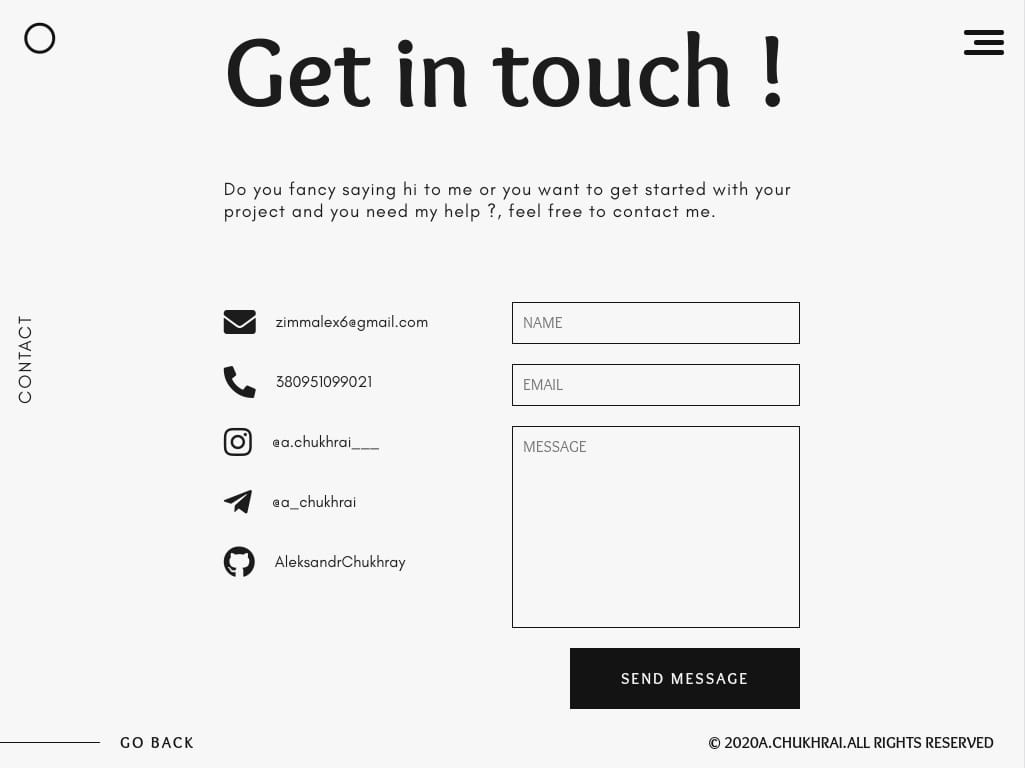 Get in touch !
Do you fancy saying hi to me or you want to get started with your
project and you need my help ?, feel free to contact me.
CONTACT
zimmalex6@gmail.com
380951099021
@a.chukhrai___
@a_chukhrai
AleksandrChukhray
NAME
EMAIL
MESSAGE
SEND MESSAGE
GO BACK
© 2020A.CHUKHRAI.ALL RIGHTS RESERVED